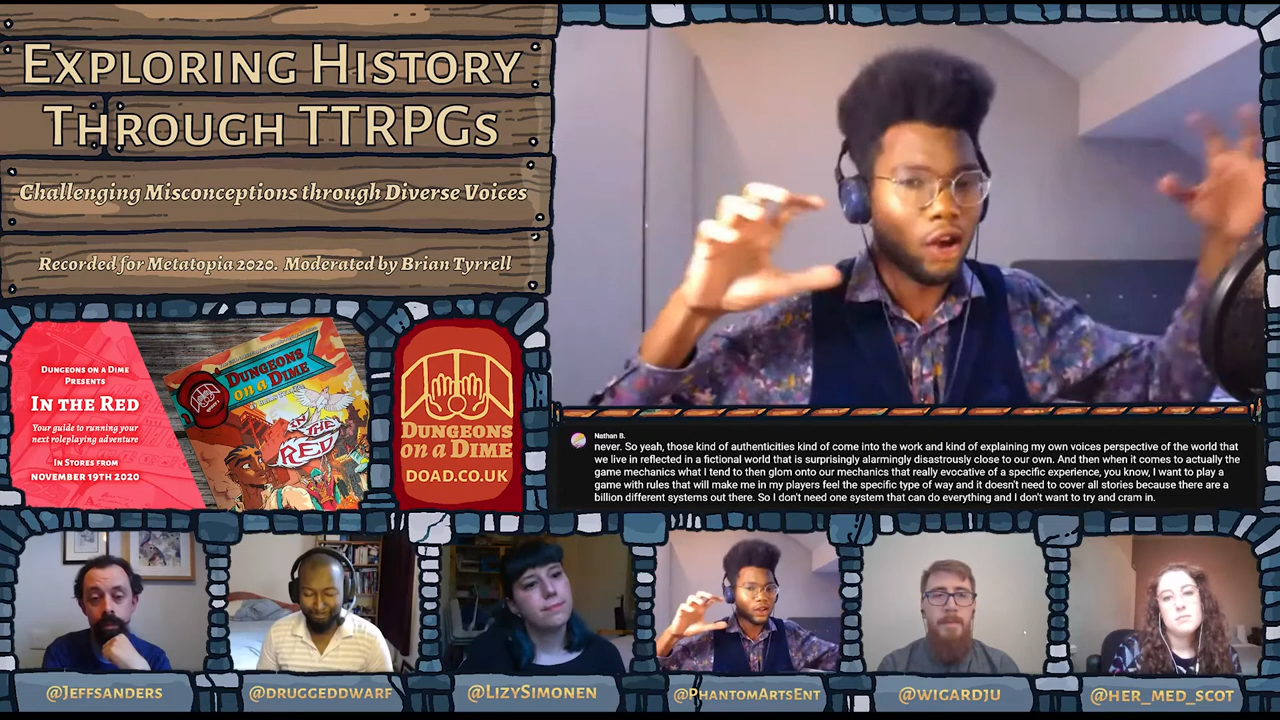 Exploring History
Through TTRPGs
Challenging Misconceptions through Diverse Voices
Recorded for Metatopia 2020. Moderated by Brian Tyrrell
Dungeons on a Dime
Presents
In the Red
Your guide to running your
next roleplaying adventure
In Stores from
November 19th 2020
Dungeons
on a Dime
IN THE
RED
Dungeons
on a Dime
DOAD.CO.UK
Nathan B.
never. So yeah, those kind of authenticities kind of come into the work and kind of explaining my own voices perspective of the world that
we live in reflected in a fictional world that is surprisingly alarmingly disastrously close to our own. And then when it comes to actually the
game mechanics what I tend to then glom onto our mechanics that really evocative of a specific experience, you know, I want to play a
game with rules that will make me in my players feel the specific type of way and it doesn't need to cover all stories because there are a
billion different systems out there. So I don't need one system that can do everything and I don't want to try and cram in.
@Jeffsanders
@druggeddwarf
@LizySimonen
@PhantomArtsEnt
@wigardju
@her_med_scot